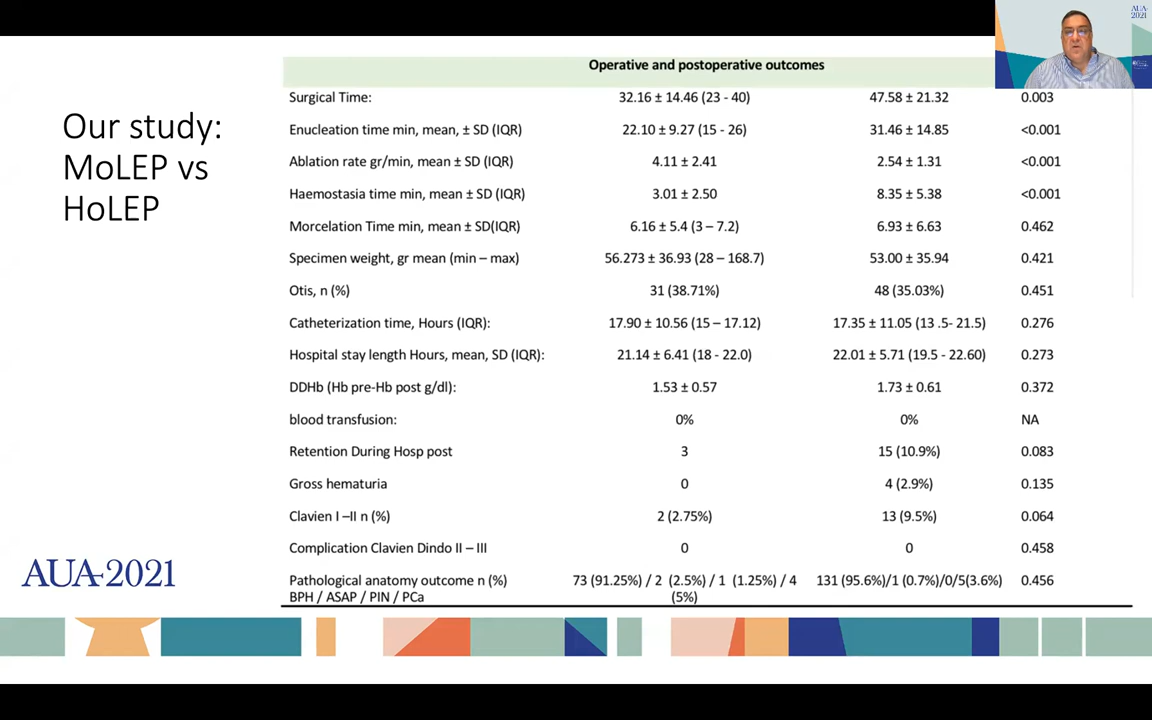 Our study:
MoLEP vs
HoLEP
Operative and postoperative outcomes
Surgical Time: 32.16 ± 14.46 (23 - 40) 47.58 ± 21.32 0.003
Enucleation time min, mean, ± SD (IQR) 22.10 ± 9.27 (15 - 26) 31.46 ± 14.85 <0.001
Ablation rate gr/min, mean ± SD (IQR) 4.11 ± 2.41 2.54 ± 1.31 <0.001
Haemostasia time min, mean ± SD (IQR) 3.01 ± 2.50 8.35 ± 5.38 <0.001
Morcelation Time min, mean ± SD(IQR) 6.16 ± 5.4 (3 – 7.2) 6.93 ± 6.63 0.462
Specimen weight, gr mean (min – max) 56.273 ± 36.93 (28 – 168.7) 53.00 ± 35.94 0.421
Otis, n (%) 31 (38.71%) 48 (35.03%) 0.451
Catheterization time, Hours (IQR): 17.90 ± 10.56 (15 – 17.12) 17.35 ± 11.05 (13 .5- 21.5) 0.276
Hospital stay length Hours, mean, SD (IQR): 21.14 ± 6.41 (18 - 22.0) 22.01 ± 5.71 (19.5 - 22.60) 0.273
DDHb (Hb pre-Hb post g/dl): 1.53 ± 0.57 1.73 ± 0.61 0.372
blood transfusion: 0% 0% NA
Retention During Hosp post 3 15 (10.9%) 0.083
Gross hematuria 0 4 (2.9%) 0.135
Clavien I –II n (%) 2 (2.75%) 13 (9.5%) 0.064
Complication Clavien Dindo II – III 0 0 0.458
Pathological anatomy outcome n (%) 73 (91.25%) / 2 (2.5%) / 1 (1.25%) / 4 131 (95.6%)/1 (0.7%)/0/5(3.6%) 0.456
BPH / ASAP / PIN / PCa (5%)
AUA2021
AUA
2021